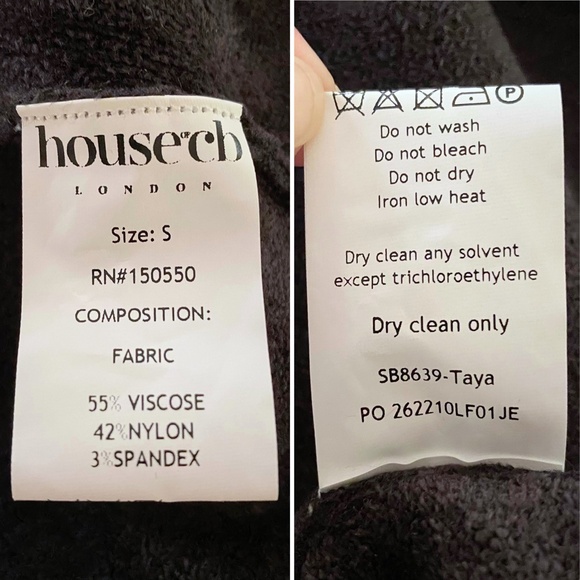 house of cb
LONDON
Size: S
RN#150550
COMPOSITION:
FABRIC
55% VISCOSE
42%NYLON
3%SPANDEX
P
Do not wash
Do not bleach
Do not dry
Iron low heat
Dry clean any solvent
except trichloroethylene
Dry clean only
SB8639-Taya
PO 262210LF01JE